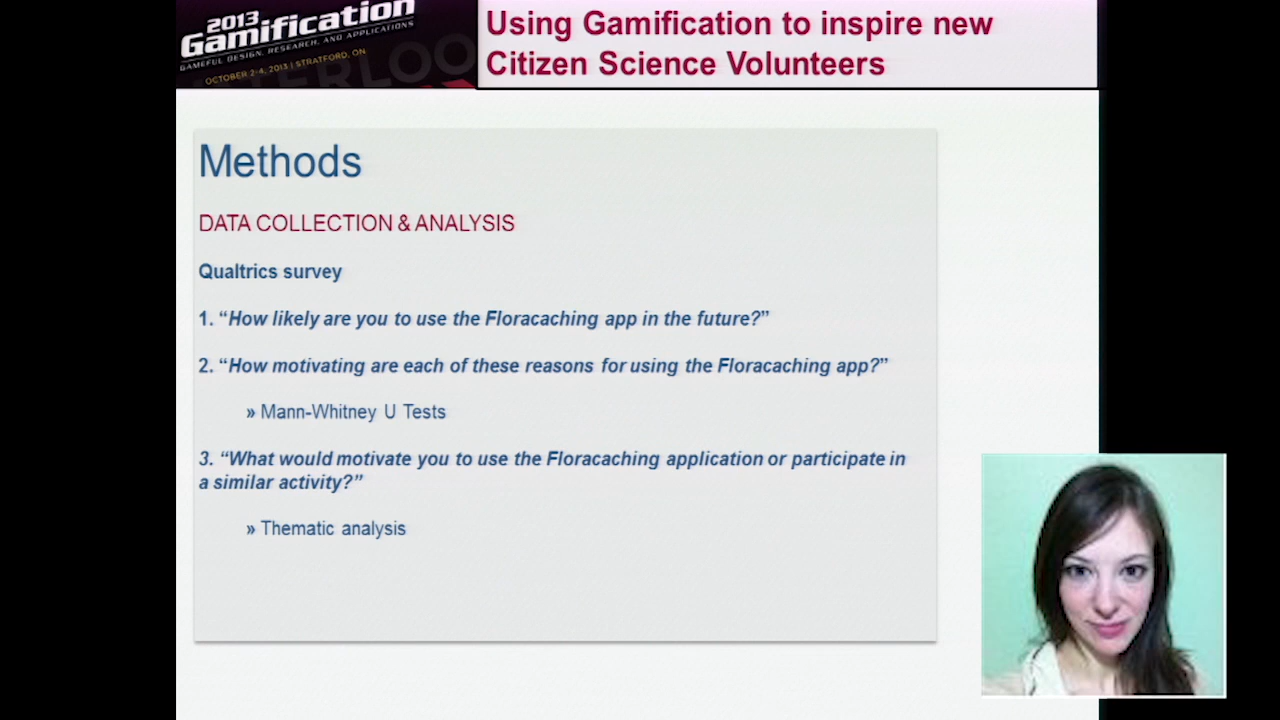 2013
Gamification
GAMEFUL DESIGN, RESEARCH, AND APPLICATIONS
OCTOBER 2-4, 2013 | STRATFORD, ON
Using Gamification to inspire new
Citizen Science Volunteers
Methods
DATA COLLECTION & ANALYSIS
Qualtrics survey
1. “How likely are you to use the Floracaching app in the future?”
2. “How motivating are each of these reasons for using the Floracaching app?”
» Mann-Whitney U Tests
3. “What would motivate you to use the Floracaching application or participate in
a similar activity?”
» Thematic analysis